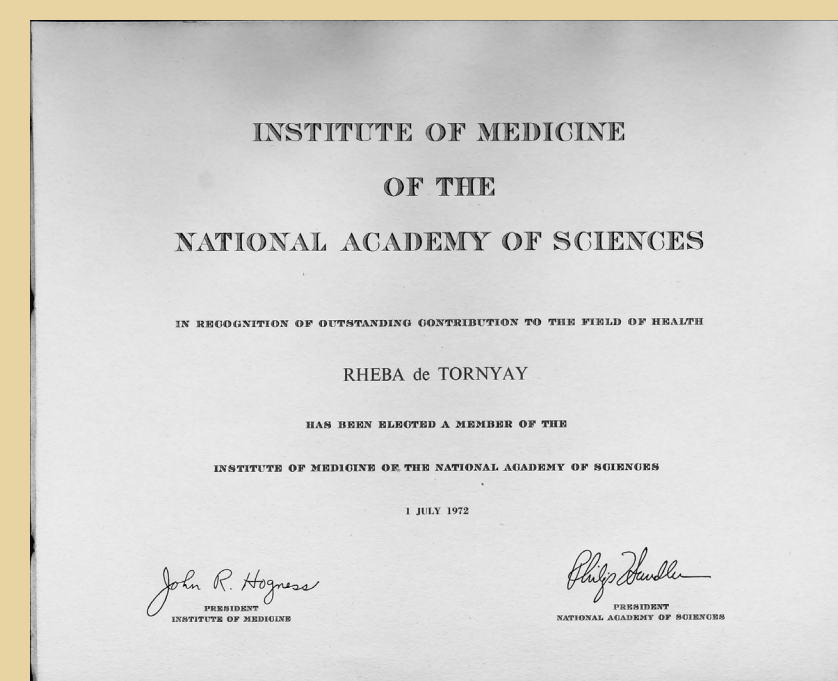 INSTITUTE OF MEDICINE
OF THE
NATIONAL ACADEMY OF SCIENCES
IN RECOGNITION OF OUTSTANDING CONTRIBUTION TO THE FIELD OF HEALTH
RHEBA de TORNYAY
HAS BEEN ELECTED A MEMBER OF THE
INSTITUTE OF MEDICINE OF THE NATIONAL ACADEMY OF SCIENCES
1 JULY 1972
John R. Hogness
PRESIDENT
INSTITUTE OF MEDICINE
Philip Handler
PRESIDENT
NATIONAL ACADEMY OF SCIENCES